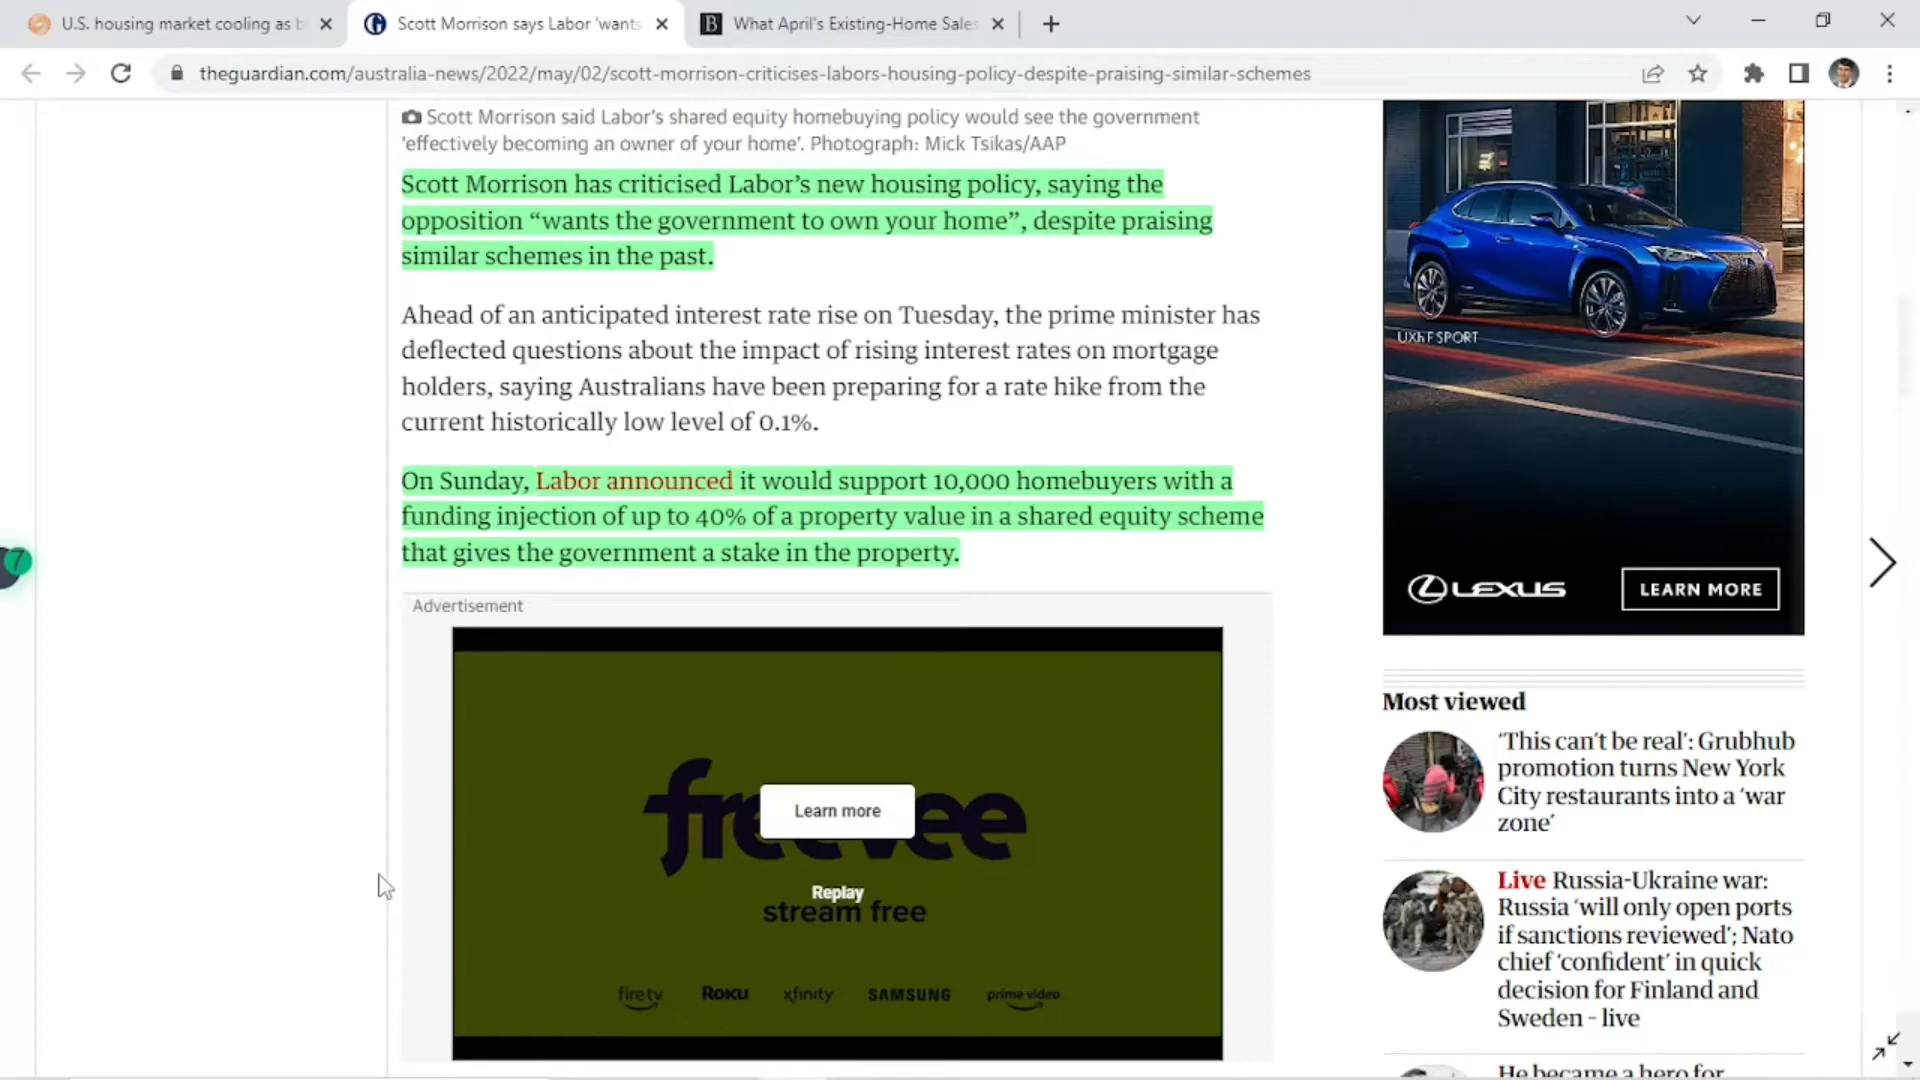 U.S. housing market cooling as b
Scott Morrison says Labor 'wants
B
What April's Existing-Home Sales
theguardian.com/australia-news/2022/may/02/scott-morrison-criticises-labors-housing-policy-despite-praising-similar-schemes
Scott Morrison said Labor's shared equity homebuying policy would see the government
'effectively becoming an owner of your home'. Photograph: Mick Tsikas/AAP
Scott Morrison has criticised Labor's new housing policy, saying the
opposition “wants the government to own your home”, despite praising
similar schemes in the past.
Ahead of an anticipated interest rate rise on Tuesday, the prime minister has
deflected questions about the impact of rising interest rates on mortgage
holders, saying Australians have been preparing for a rate hike from the
current historically low level of 0.1%.
On Sunday, Labor announced it would support 10,000 homebuyers with a
funding injection of up to 40% of a property value in a shared equity scheme
that gives the government a stake in the property.
7
Advertisement
freevee
Learn more
Replay
stream free
fire tv
ROKU
xfinity
SAMSUNG
prime video
UXh F SPORT
LEXUS
LEARN MORE
Most viewed
'This can't be real': Grubhub
promotion turns New York
City restaurants into a 'war
zone'
Live Russia-Ukraine war:
Russia 'will only open ports
if sanctions reviewed'; Nato
chief 'confident' in quick
decision for Finland and
Sweden – live
He became a hero for